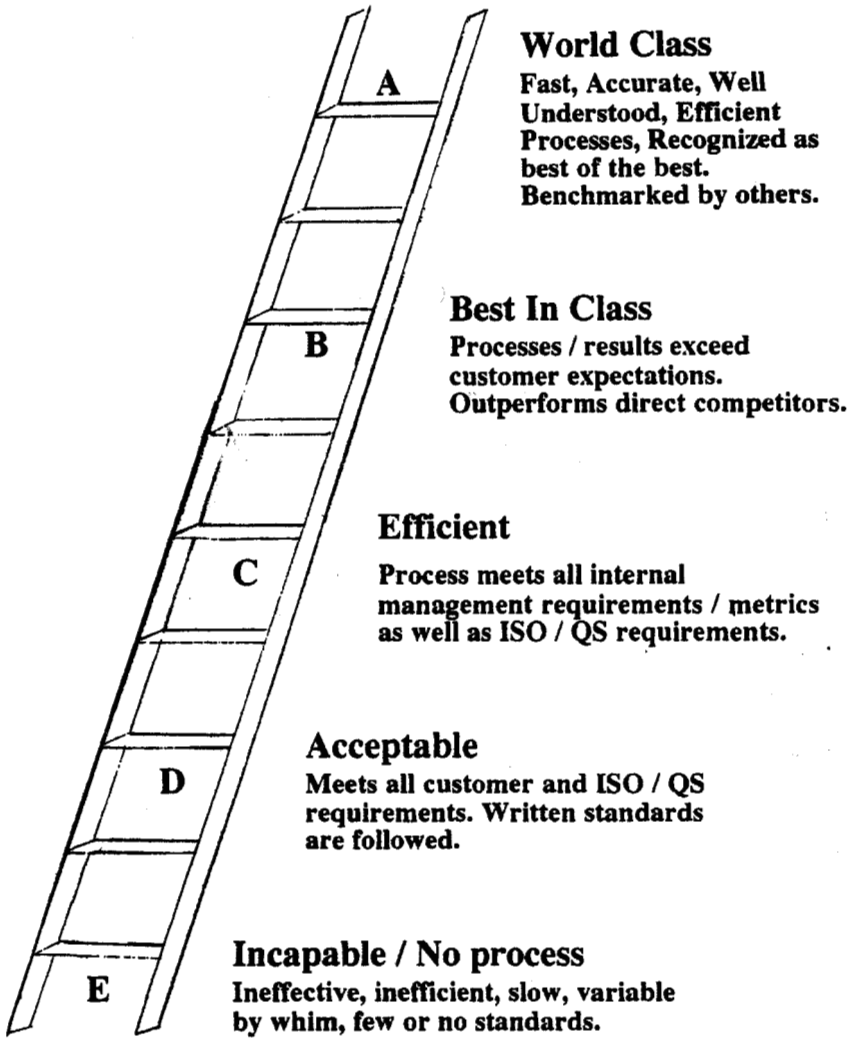 A
World Class
Fast, Accurate, Well
Understood, Efficient
Processes, Recognized as
best of the best.
Benchmarked by others.
B
Best In Class
Processes / results exceed
customer expectations.
Outperforms direct competitors.
C
Efficient
Process meets all internal
management requirements / metrics
as well as ISO / QS requirements.
D
Acceptable
Meets all customer and ISO / QS
requirements. Written standards
are followed.
E
Incapable / No process
Ineffective, inefficient, slow, variable
by whim, few or no standards.